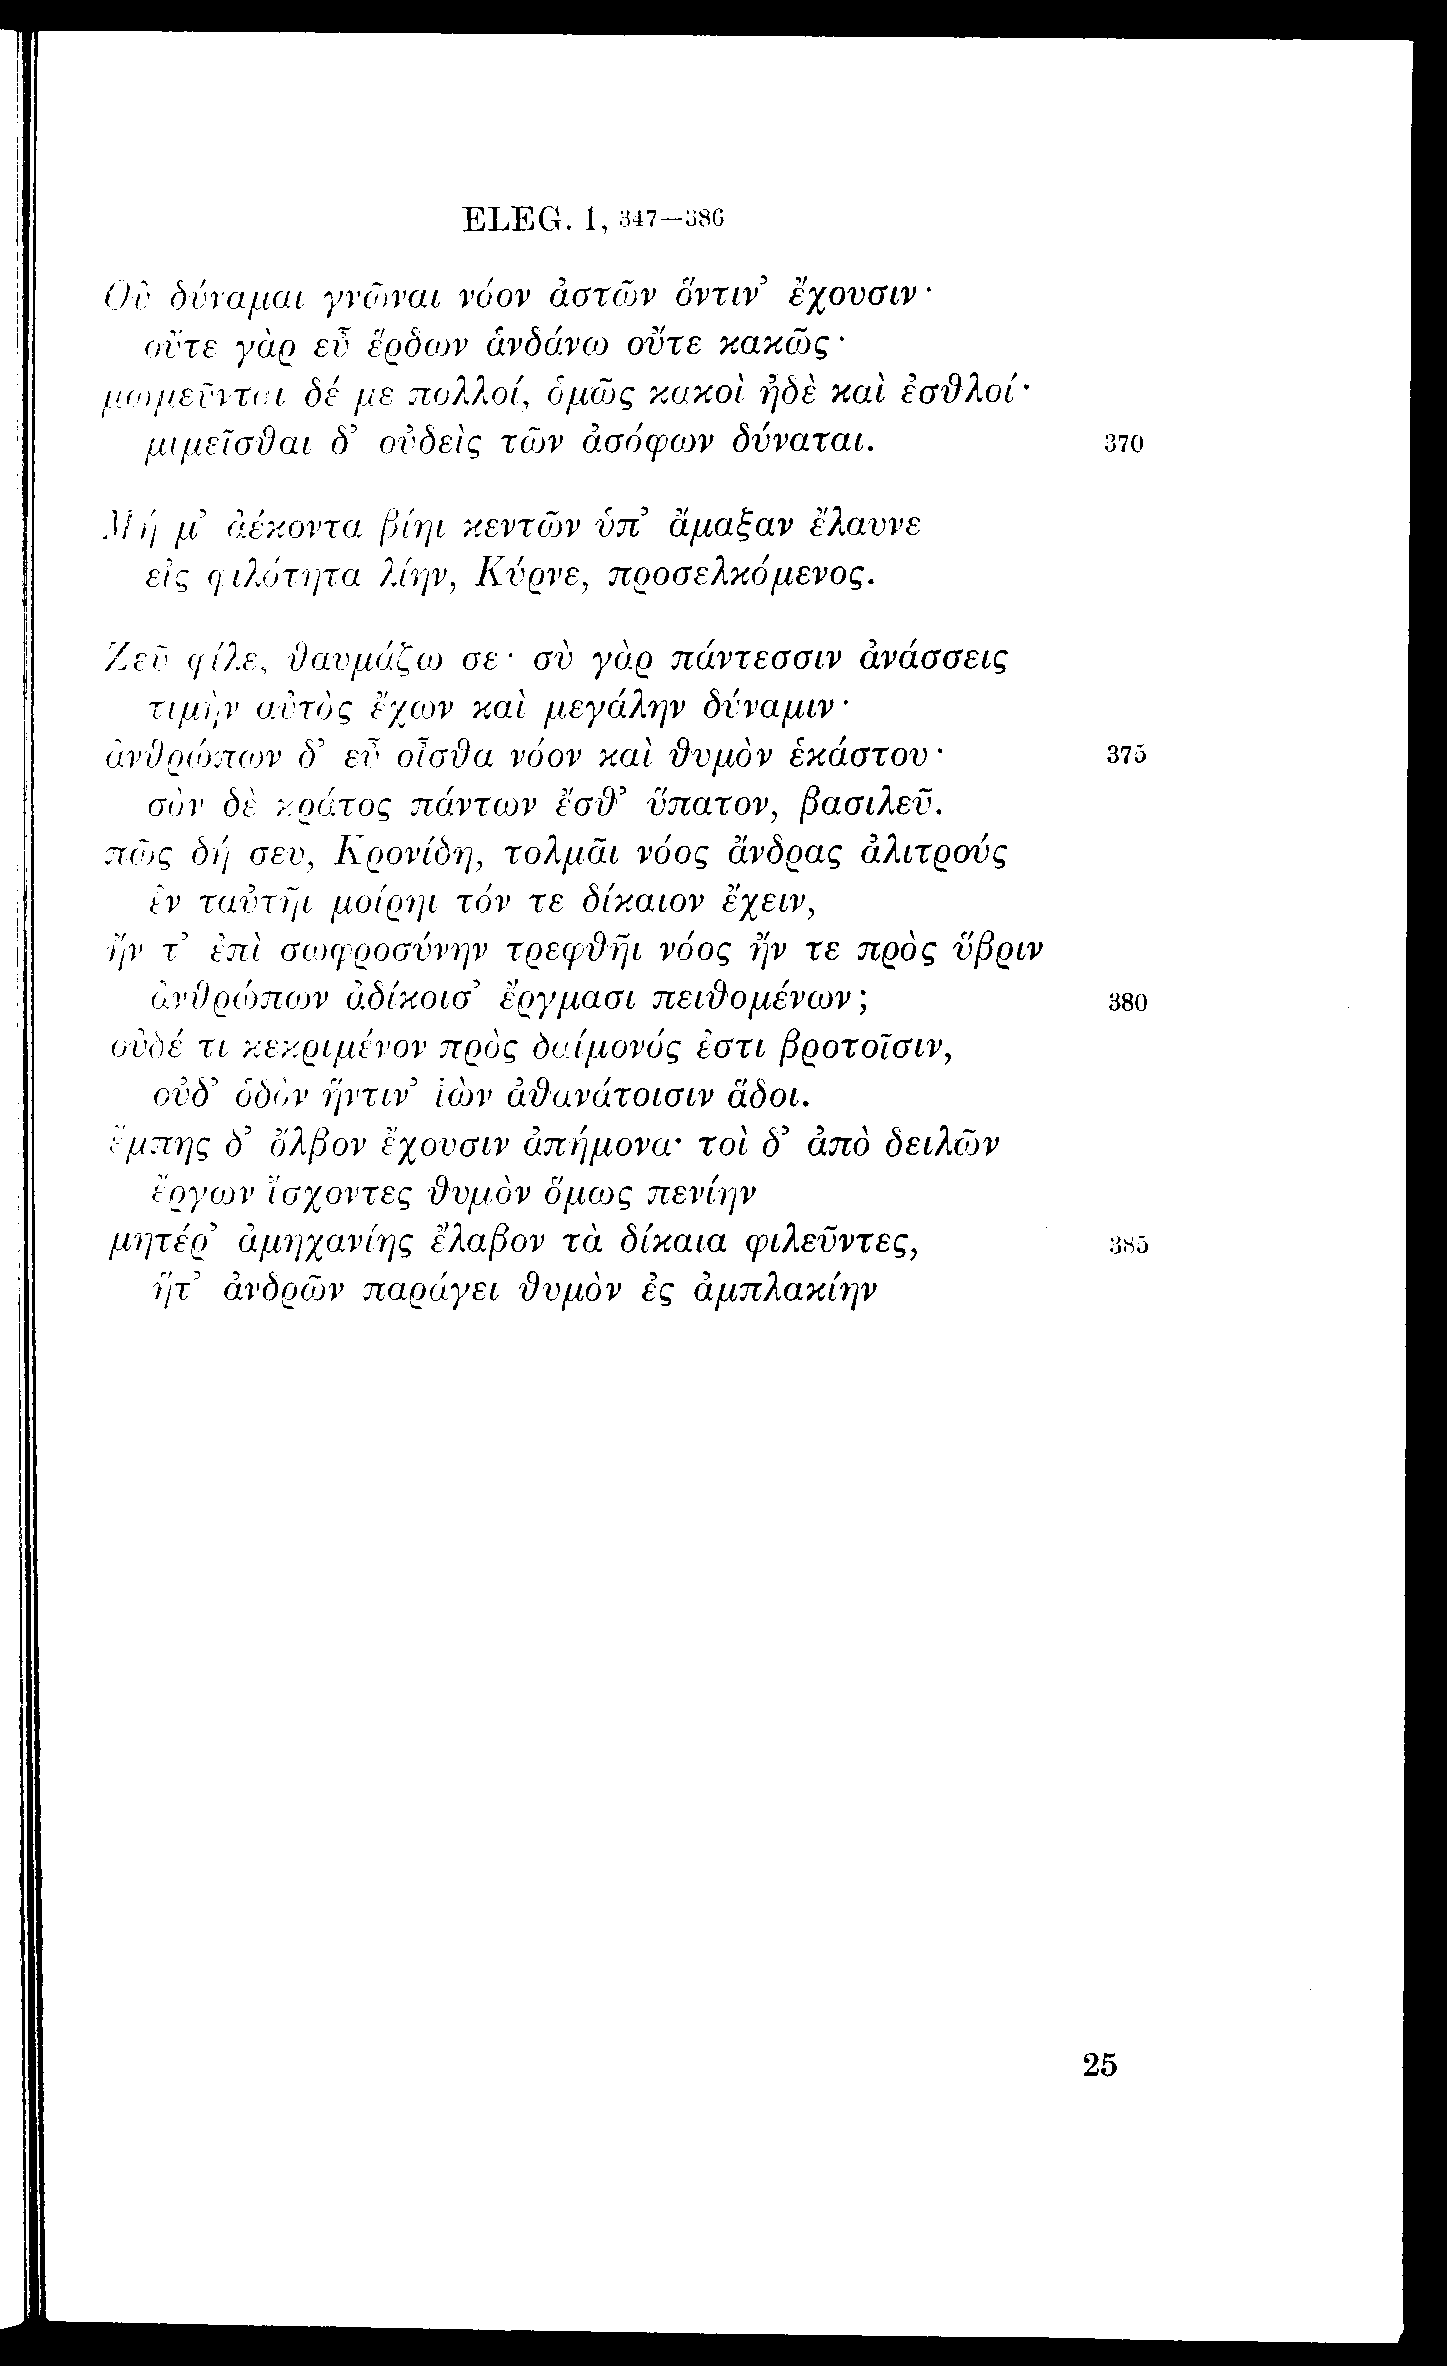 ELEG. 1, 347—386
Οὐ δύναμαι γνῶναι νόον ἀστῶν ὅντιν’ ἔχουσιν·
οὔτε γὰρ εὖ ἕρδων ἁνδάνω οὔτε κακῶς·
μωμεῦνται δέ με πολλοί, ὁμῶς κακοὶ ἠδὲ καὶ ἐσθλοί·
μιμεῖσθαι δ’ οὐδεὶς τῶν ἀσόφων δύναται. 370
Μή μ’ ἀέκοντα βίηι κεντῶν ὑπ’ ἄμαξαν ἔλαυνε
εἰς φιλότητα λίην, Κύρνε, προσελκόμενος.
Ζεῦ φίλε, θαυμάζω σε· σὺ γὰρ πάντεσσιν ἀνάσσεις
τιμὴν αὐτὸς ἔχων καὶ μεγάλην δύναμιν·
ἀνθρώπων δ’ εὖ οἶσθα νόον καὶ θυμὸν ἑκάστου· 375
σὸν δὲ κράτος πάντων ἔσθ’ ὕπατον, βασιλεῦ.
πῶς δή σευ, Κρονίδη, τολμᾶι νόος ἄνδρας ἀλιτρούς
ἐν ταὐτῆι μοίρηι τόν τε δίκαιον ἔχειν,
ἤν τ’ ἐπὶ σωφροσύνην τρεφθῆι νόος ἤν τε πρὸς ὕβριν
ἀνθρώπων ἀδίκοισ’ ἔργμασι πειθομένων; 380
οὐδέ τι κεκριμένον πρὸς δαίμονός ἐστι βροτοῖσιν,
οὐδ’ ὁδὸν ἥντιν’ ἰὼν ἀθανάτοισιν ἅδοι.
ἔμπης δ’ ὄλβον ἔχουσιν ἀπήμονα· τοὶ δ’ ἀπὸ δειλῶν
ἔργων ἴσχοντες θυμὸν ὅμως πενίην
μητέρ’ ἀμηχανίης ἔλαβον τὰ δίκαια φιλεῦντες, 385
ἥτ’ ἀνδρῶν παράγει θυμὸν ἐς ἀμπλακίην
25